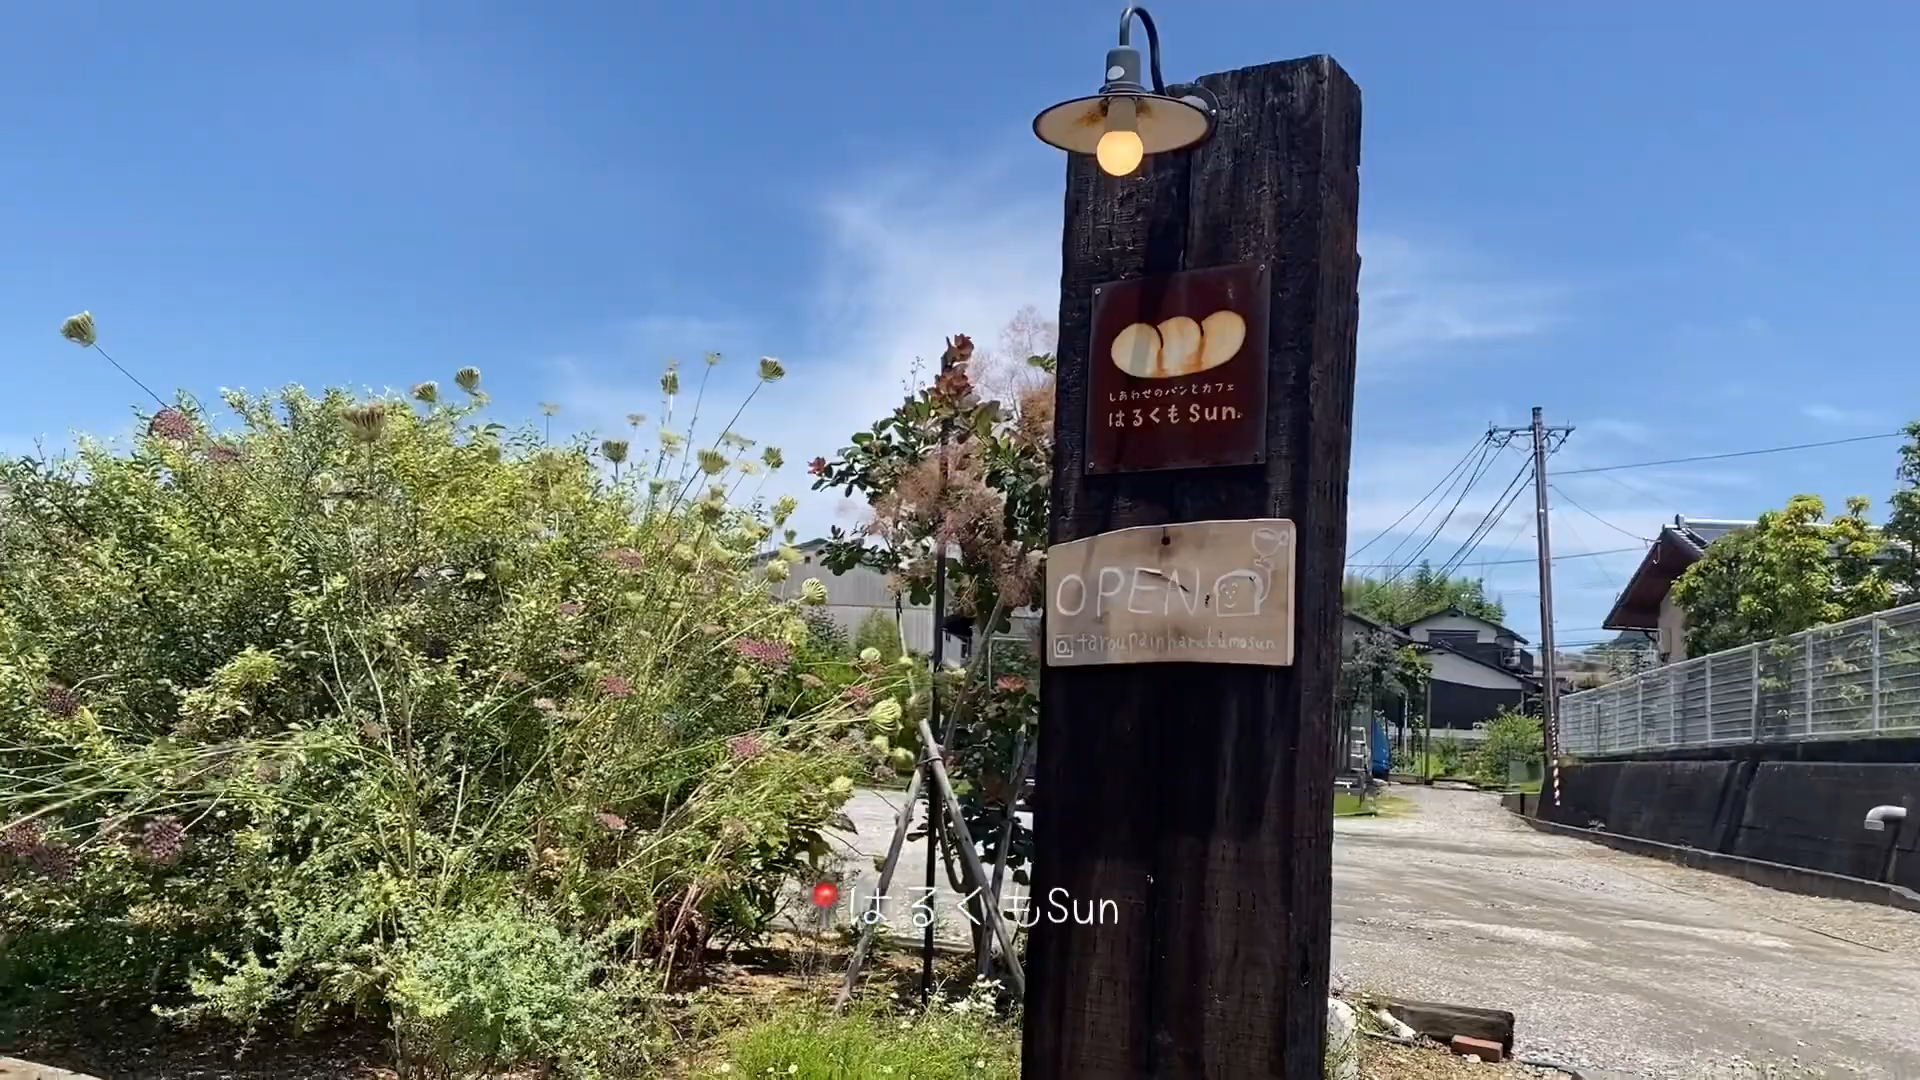 しあわせのパンとカフェ
はるくもSun.
OPEN
taroupainharukumosun
📍はるくもSun